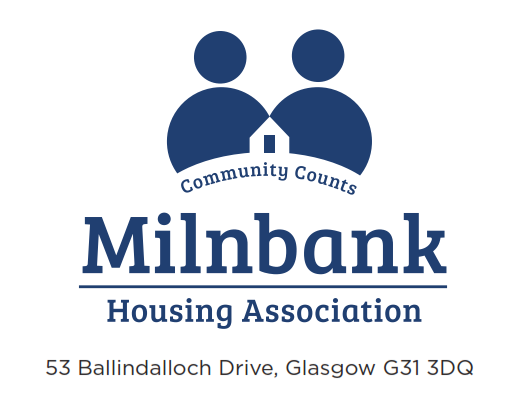 Community Counts
Milnbank
Housing Association
53 Ballindalloch Drive, Glasgow G31 3DQ